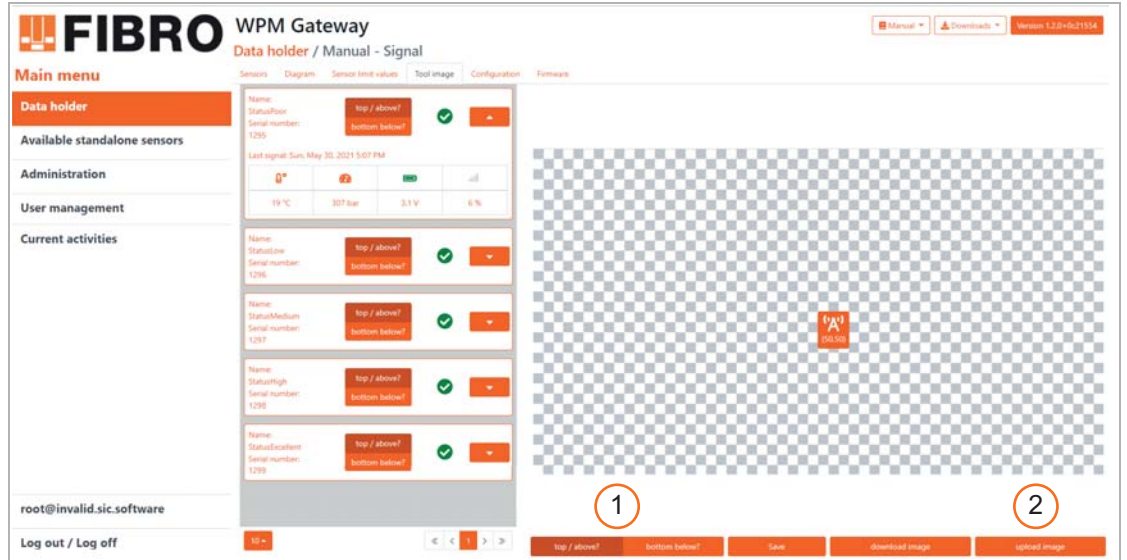 FIBRO
WPM Gateway
Data holder / Manual - Signal
Manual
Downloads
Version 1.2.0+0c21554
Main menu
Data holder
Available standalone sensors
Administration
User management
Current activities
root@invalid.sic.software
Log out / Log off
Sensors
Diagram
Sensor limit values
Tool image
Configuration
Firmware
Name:
StatusPoor
Serial number:
1295
top / above?
bottom below?
Last signal: Sun, May 30, 2021 5:07 PM
19 °C
307 bar
3.1 V
6 %
Name:
StatusLow
Serial number:
1296
top / above?
bottom below?
Name:
StatusMedium
Serial number:
1297
top / above?
bottom below?
Name:
StatusHigh
Serial number:
1298
top / above?
bottom below?
Name:
StatusExcellent
Serial number:
1299
top / above?
bottom below?
10
« < 1 > »
(50,50)
1
2
top / above?
bottom below?
Save
download image
upload image